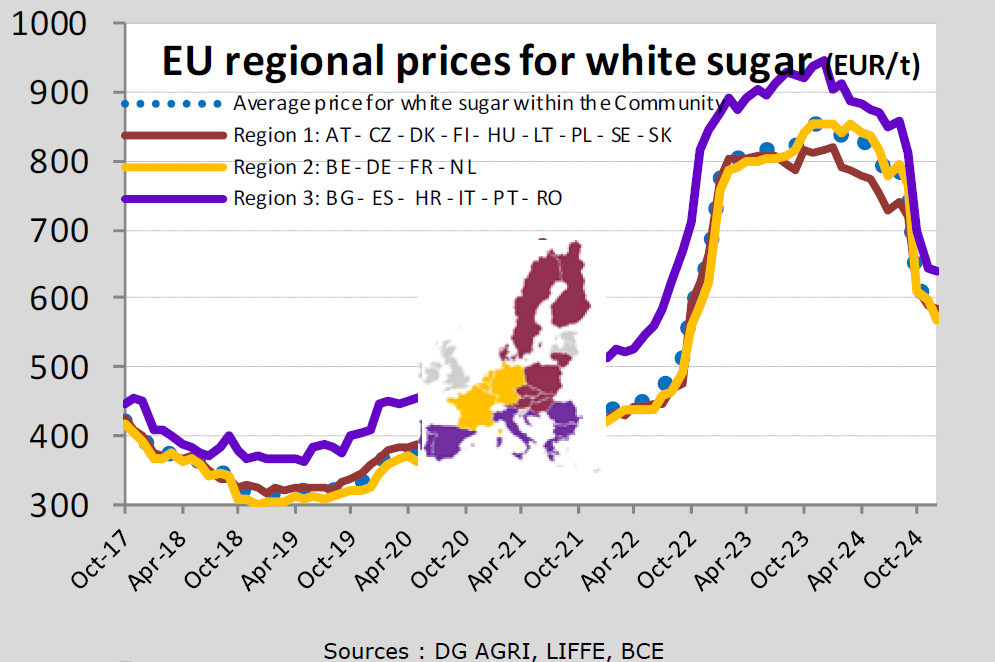 EU regional prices for white sugar (EUR/t)
1000
900
800
700
600
500
400
300
Average price for white sugar within the Community
Region 1: AT - CZ - DK - FI - HU - LT - PL - SE - SK
Region 2: BE - DE - FR - NL
Region 3: BG - ES - HR - IT - PT - RO
Oct-17
Apr-18
Oct-18
Apr-19
Oct-19
Apr-20
Oct-20
Apr-21
Oct-21
Apr-22
Oct-22
Apr-23
Oct-23
Apr-24
Oct-24
Sources : DG AGRI, LIFFE, BCE